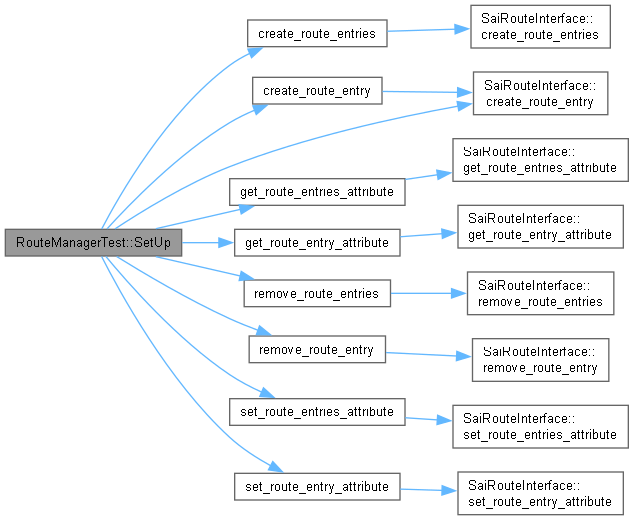 RouteManagerTest::SetUp
create_route_entries
SaiRouteInterface::
create_route_entries
create_route_entry
SaiRouteInterface::
create_route_entry
get_route_entries_attribute
SaiRouteInterface::
get_route_entries_attribute
get_route_entry_attribute
SaiRouteInterface::
get_route_entry_attribute
remove_route_entries
SaiRouteInterface::
remove_route_entries
remove_route_entry
SaiRouteInterface::
remove_route_entry
set_route_entries_attribute
SaiRouteInterface::
set_route_entries_attribute
set_route_entry_attribute
SaiRouteInterface::
set_route_entry_attribute